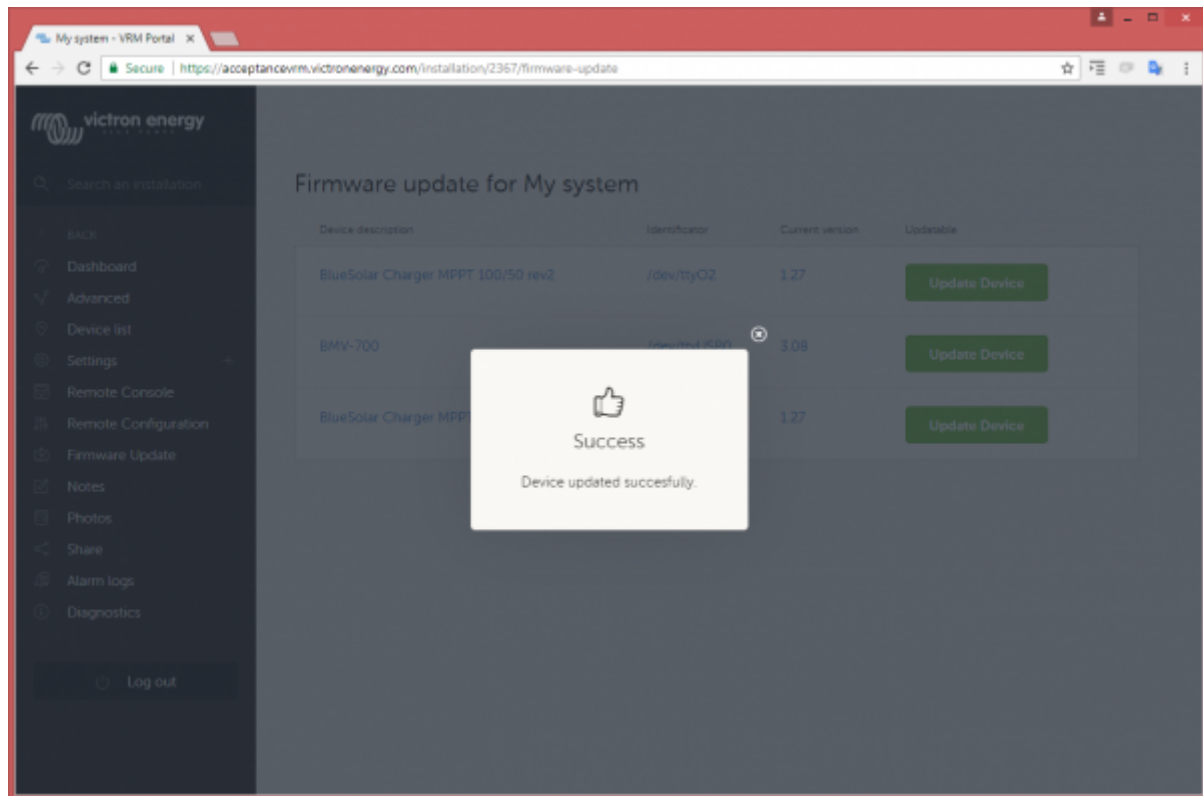 My system - VRM Portal
Secure | https://acceptancevrm.victronenergy.com/installation/2367/firmware-update
victron energy
BLUE POWER
Search an installation
BACK
Dashboard
Advanced
Device list
Settings
Remote Console
Remote Configuration
Firmware Update
Notes
Photos
Share
Alarm logs
Diagnostics
Log out
Firmware update for My system
Device description Identificator Current version Updatable
BlueSolar Charger MPPT 100/50 rev2 /dev/ttyO2 1.27 Update Device
BMV-700 /dev/ttyUSB0 3.08 Update Device
BlueSolar Charger MPPT 1.27 Update Device
Success
Device updated succesfully.